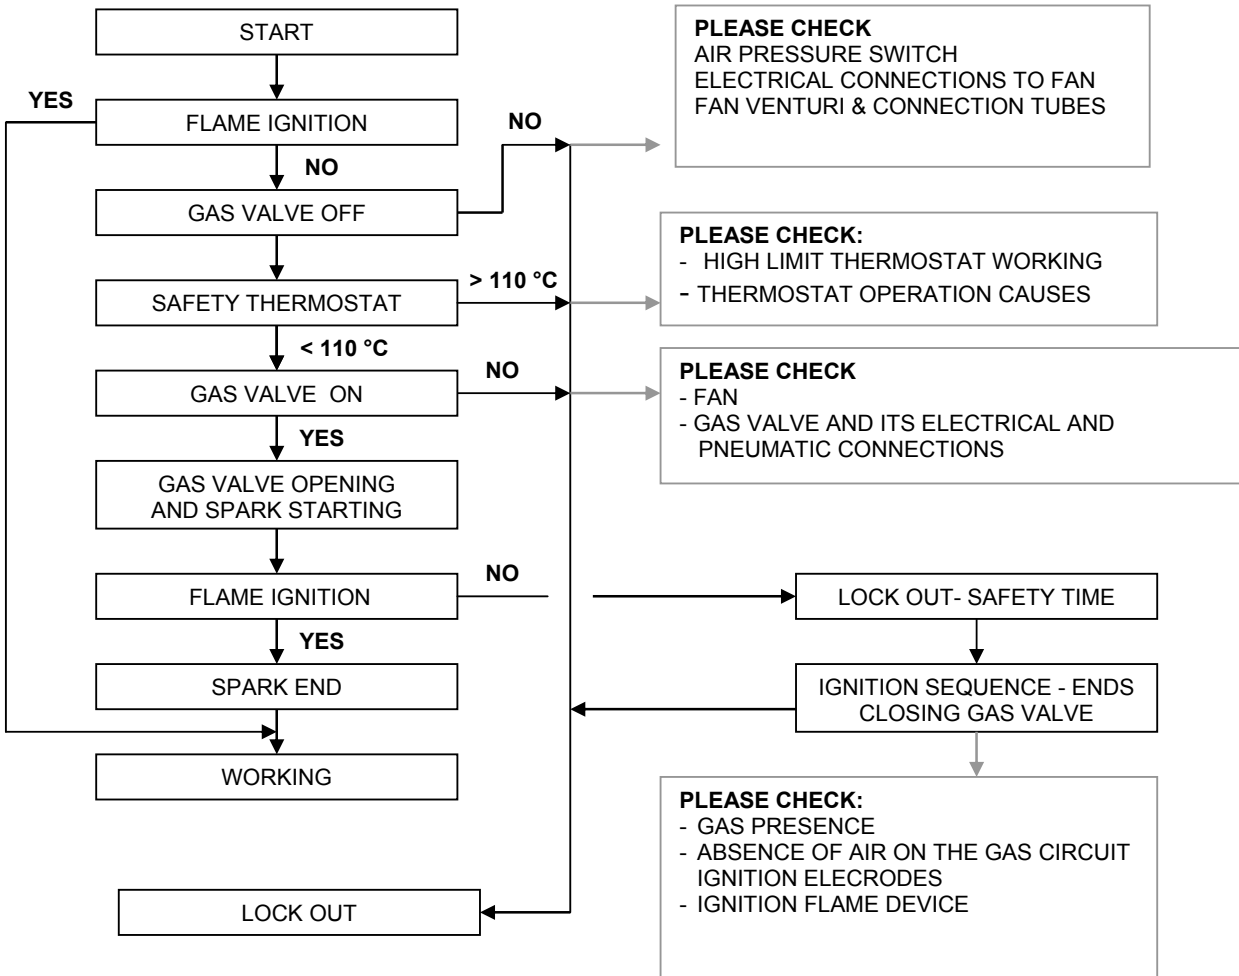 START
YES
FLAME IGNITION
NO
GAS VALVE OFF
NO
PLEASE CHECK
AIR PRESSURE SWITCH
ELECTRICAL CONNECTIONS TO FAN
FAN VENTURI & CONNECTION TUBES
SAFETY THERMOSTAT
> 110 °C
PLEASE CHECK:
- HIGH LIMIT THERMOSTAT WORKING
- THERMOSTAT OPERATION CAUSES
< 110 °C
GAS VALVE ON
NO
PLEASE CHECK
- FAN
- GAS VALVE AND ITS ELECTRICAL AND
PNEUMATIC CONNECTIONS
YES
GAS VALVE OPENING
AND SPARK STARTING
FLAME IGNITION
NO
LOCK OUT- SAFETY TIME
YES
SPARK END
IGNITION SEQUENCE - ENDS
CLOSING GAS VALVE
WORKING
PLEASE CHECK:
- GAS PRESENCE
- ABSENCE OF AIR ON THE GAS CIRCUIT
IGNITION ELECRODES
- IGNITION FLAME DEVICE
LOCK OUT